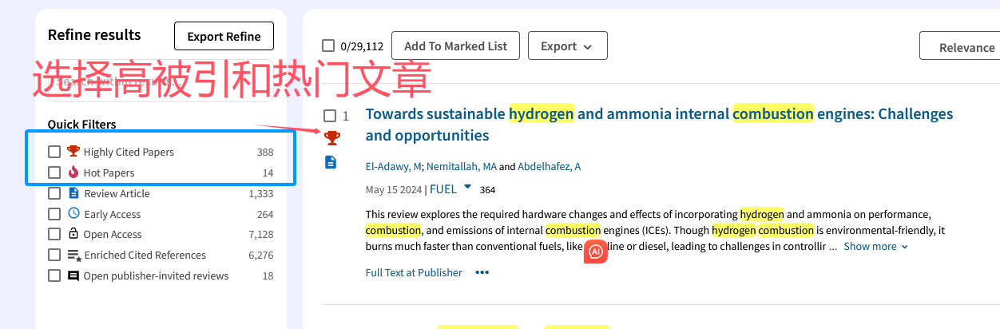 Refine results
Export Refine
选择高被引和热门文章
Search within results...
Quick Filters
Highly Cited Papers 388
Hot Papers 14
Review Article 1,333
Early Access 264
Open Access 7,128
Enriched Cited References 6,276
Open publisher-invited reviews 18
0/29,112
Add To Marked List
Export
Relevance
1
Towards sustainable hydrogen and ammonia internal combustion engines: Challenges
and opportunities
El-Adawy, M; Nemitallah, MA and Abdelhafez, A
May 15 2024 | FUEL 364
This review explores the required hardware changes and effects of incorporating hydrogen and ammonia on performance,
combustion, and emissions of internal combustion engines (ICEs). Though hydrogen combustion is environmental-friendly, it
burns much faster than conventional fuels, like line or diesel, leading to challenges in controllir ... Show more
AI
Full Text at Publisher •••